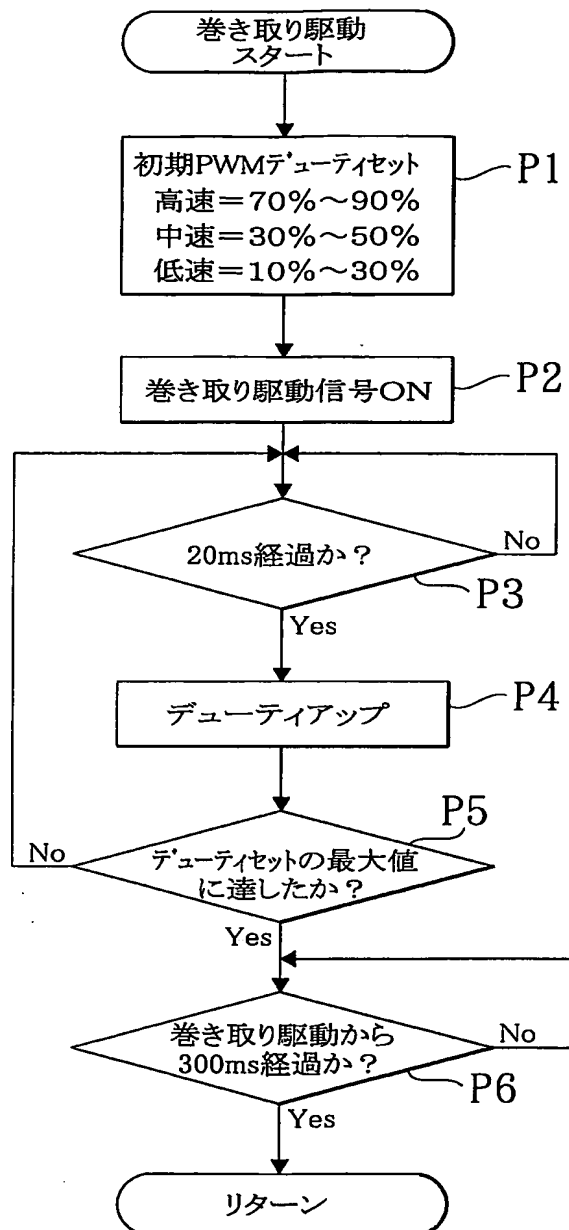 巻き取り駆動
スタート
初期PWMデューティセット
高速=70%~90%
中速=30%~50%
低速=10%~30%
P1
巻き取り駆動信号ON
P2
20ms経過か?
No
P3
Yes
デューティアップ
P4
P5
No
デューティセットの最大値
に達したか?
Yes
巻き取り駆動から
300ms経過か?
No
P6
Yes
リターン